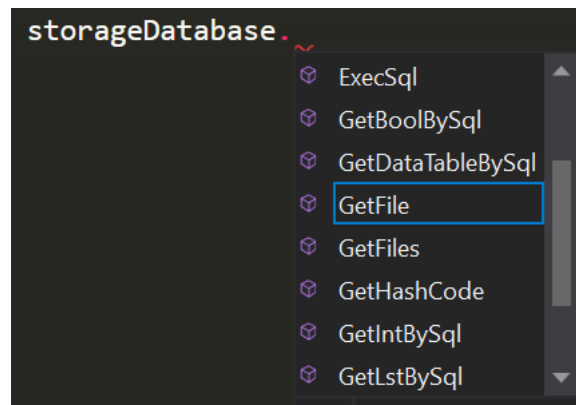 storageDatabase.
ExecSql
GetBoolBySql
GetDataTableBySql
GetFile
GetFiles
GetHashCode
GetIntBySql
GetLstBySql